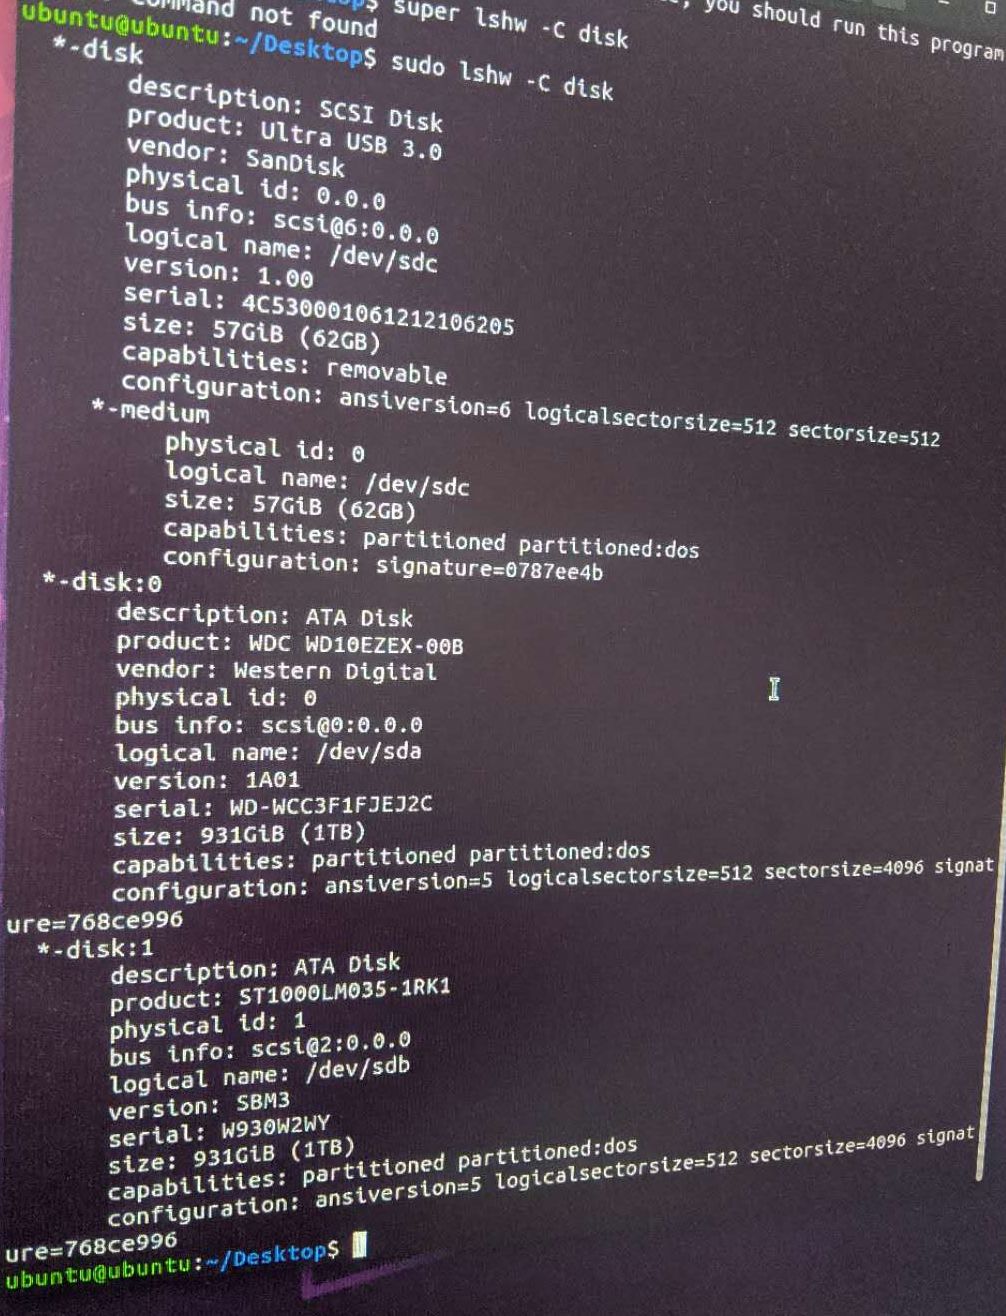 command not found
, you should run this program
ubuntu@ubuntu:~/Desktop$ super lshw -C disk
ubuntu@ubuntu:~/Desktop$ sudo lshw -C disk
*-disk
description: SCSI Disk
product: Ultra USB 3.0
vendor: SanDisk
physical id: 0.0.0
bus info: scsi@6:0.0.0
logical name: /dev/sdc
version: 1.00
serial: 4C530001061212106205
size: 57GiB (62GB)
capabilities: removable
configuration: ansiversion=6 logicalsectorsize=512 sectorsize=512
*-medium
physical id: 0
logical name: /dev/sdc
size: 57GiB (62GB)
capabilities: partitioned partitioned:dos
configuration: signature=0787ee4b
*-disk:0
description: ATA Disk
product: WDC WD10EZEX-00B
vendor: Western Digital
physical id: 0
bus info: scsi@0:0.0.0
logical name: /dev/sda
version: 1A01
serial: WD-WCC3F1FJEJ2C
size: 931GiB (1TB)
capabilities: partitioned partitioned:dos
configuration: ansiversion=5 logicalsectorsize=512 sectorsize=4096 signat
ure=768ce996
*-disk:1
description: ATA Disk
product: ST1000LM035-1RK1
physical id: 1
bus info: scsi@2:0.0.0
logical name: /dev/sdb
version: SBM3
serial: W930W2WY
size: 931GiB (1TB)
capabilities: partitioned partitioned:dos
configuration: ansiversion=5 logicalsectorsize=512 sectorsize=4096 signat
ure=768ce996
ubuntu@ubuntu:~/Desktop$